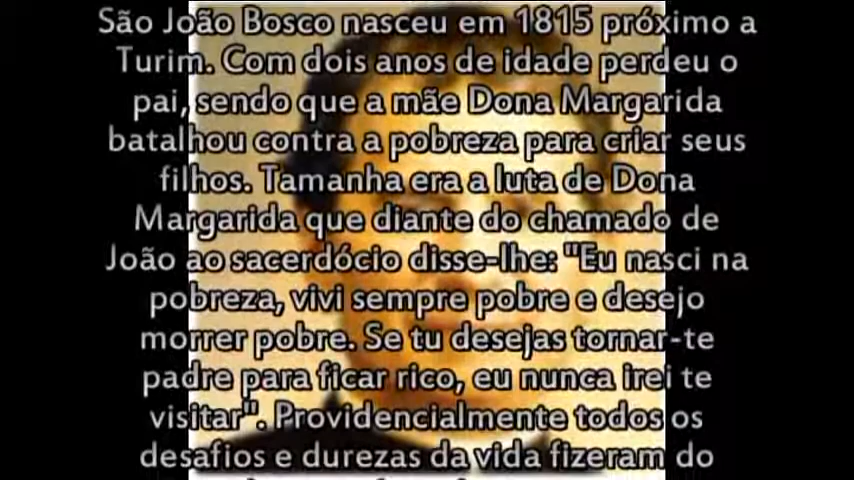 São João Bosco nasceu em 1815 próximo a
Turim. Com dois anos de idade perdeu o
pai, sendo que a mãe Dona Margarida
batalhou contra a pobreza para criar seus
filhos. Tamanha era a luta de Dona
Margarida que diante do chamado de
João ao sacerdócio disse-lhe: "Eu nasci na
pobreza, vivi sempre pobre e desejo
morrer pobre. Se tu desejas tornar-te
padre para ficar rico, eu nunca irei te
visitar". Providencialmente todos os
desafios e durezas da vida fizeram do